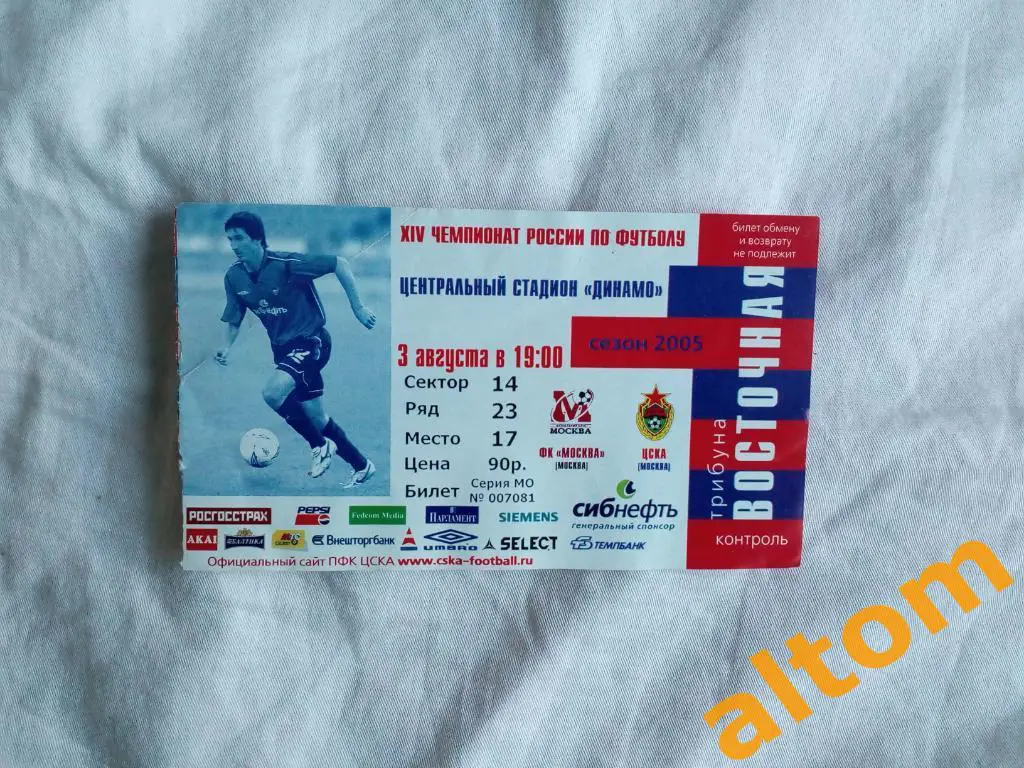 XIV ЧЕМПИОНАТ РОССИИ ПО ФУТБОЛУ
ЦЕНТРАЛЬНЫЙ СТАДИОН «ДИНАМО»
сезон 2005
3 августа в 19:00
Сектор 14
Ряд 23
Место 17
Цена 90р.
Билет Серия МО
№ 007081
МОСКВА
ФК «МОСКВА»
(МОСКВА)
ЦСКА
(МОСКВА)
билет обмену
и возврату
не подлежит
трибуна
ВОСТОЧНАЯ
контроль
РОСГОССТРАХ
PEPSI
Fedcom Media
ПАРЛАМЕНТ
SIEMENS
СИБНЕФТЬ
генеральный спонсор
AKAI
БАЛТИКА
Внешторгбанк
UMBRO
SELECT
ТЕМПБАНК
Официальный сайт ПФК ЦСКА www.cska-football.ru
altom